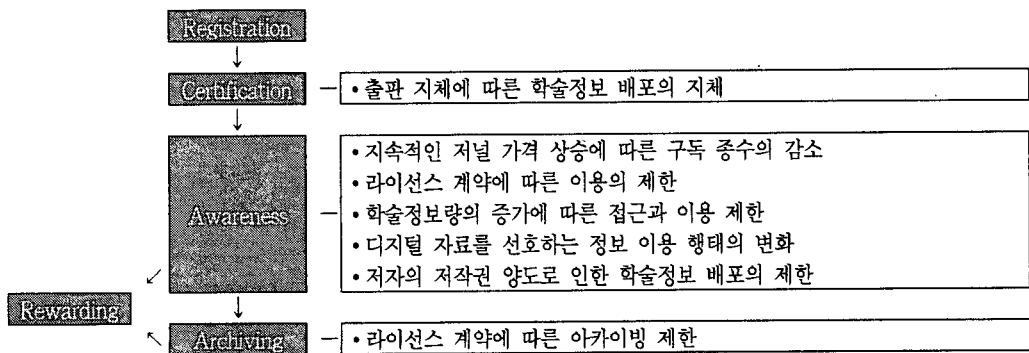 Registration
Certification
• 출판 지체에 따른 학술정보 배포의 지체
Awareness
• 지속적인 저널 가격 상승에 따른 구독 종수의 감소
• 라이선스 계약에 따른 이용의 제한
• 학술정보량의 증가에 따른 접근과 이용 제한
• 디지털 자료를 선호하는 정보 이용 행태의 변화
• 저자의 저작권 양도로 인한 학술정보 배포의 제한
Rewarding
Archiving
• 라이선스 계약에 따른 아카이빙 제한